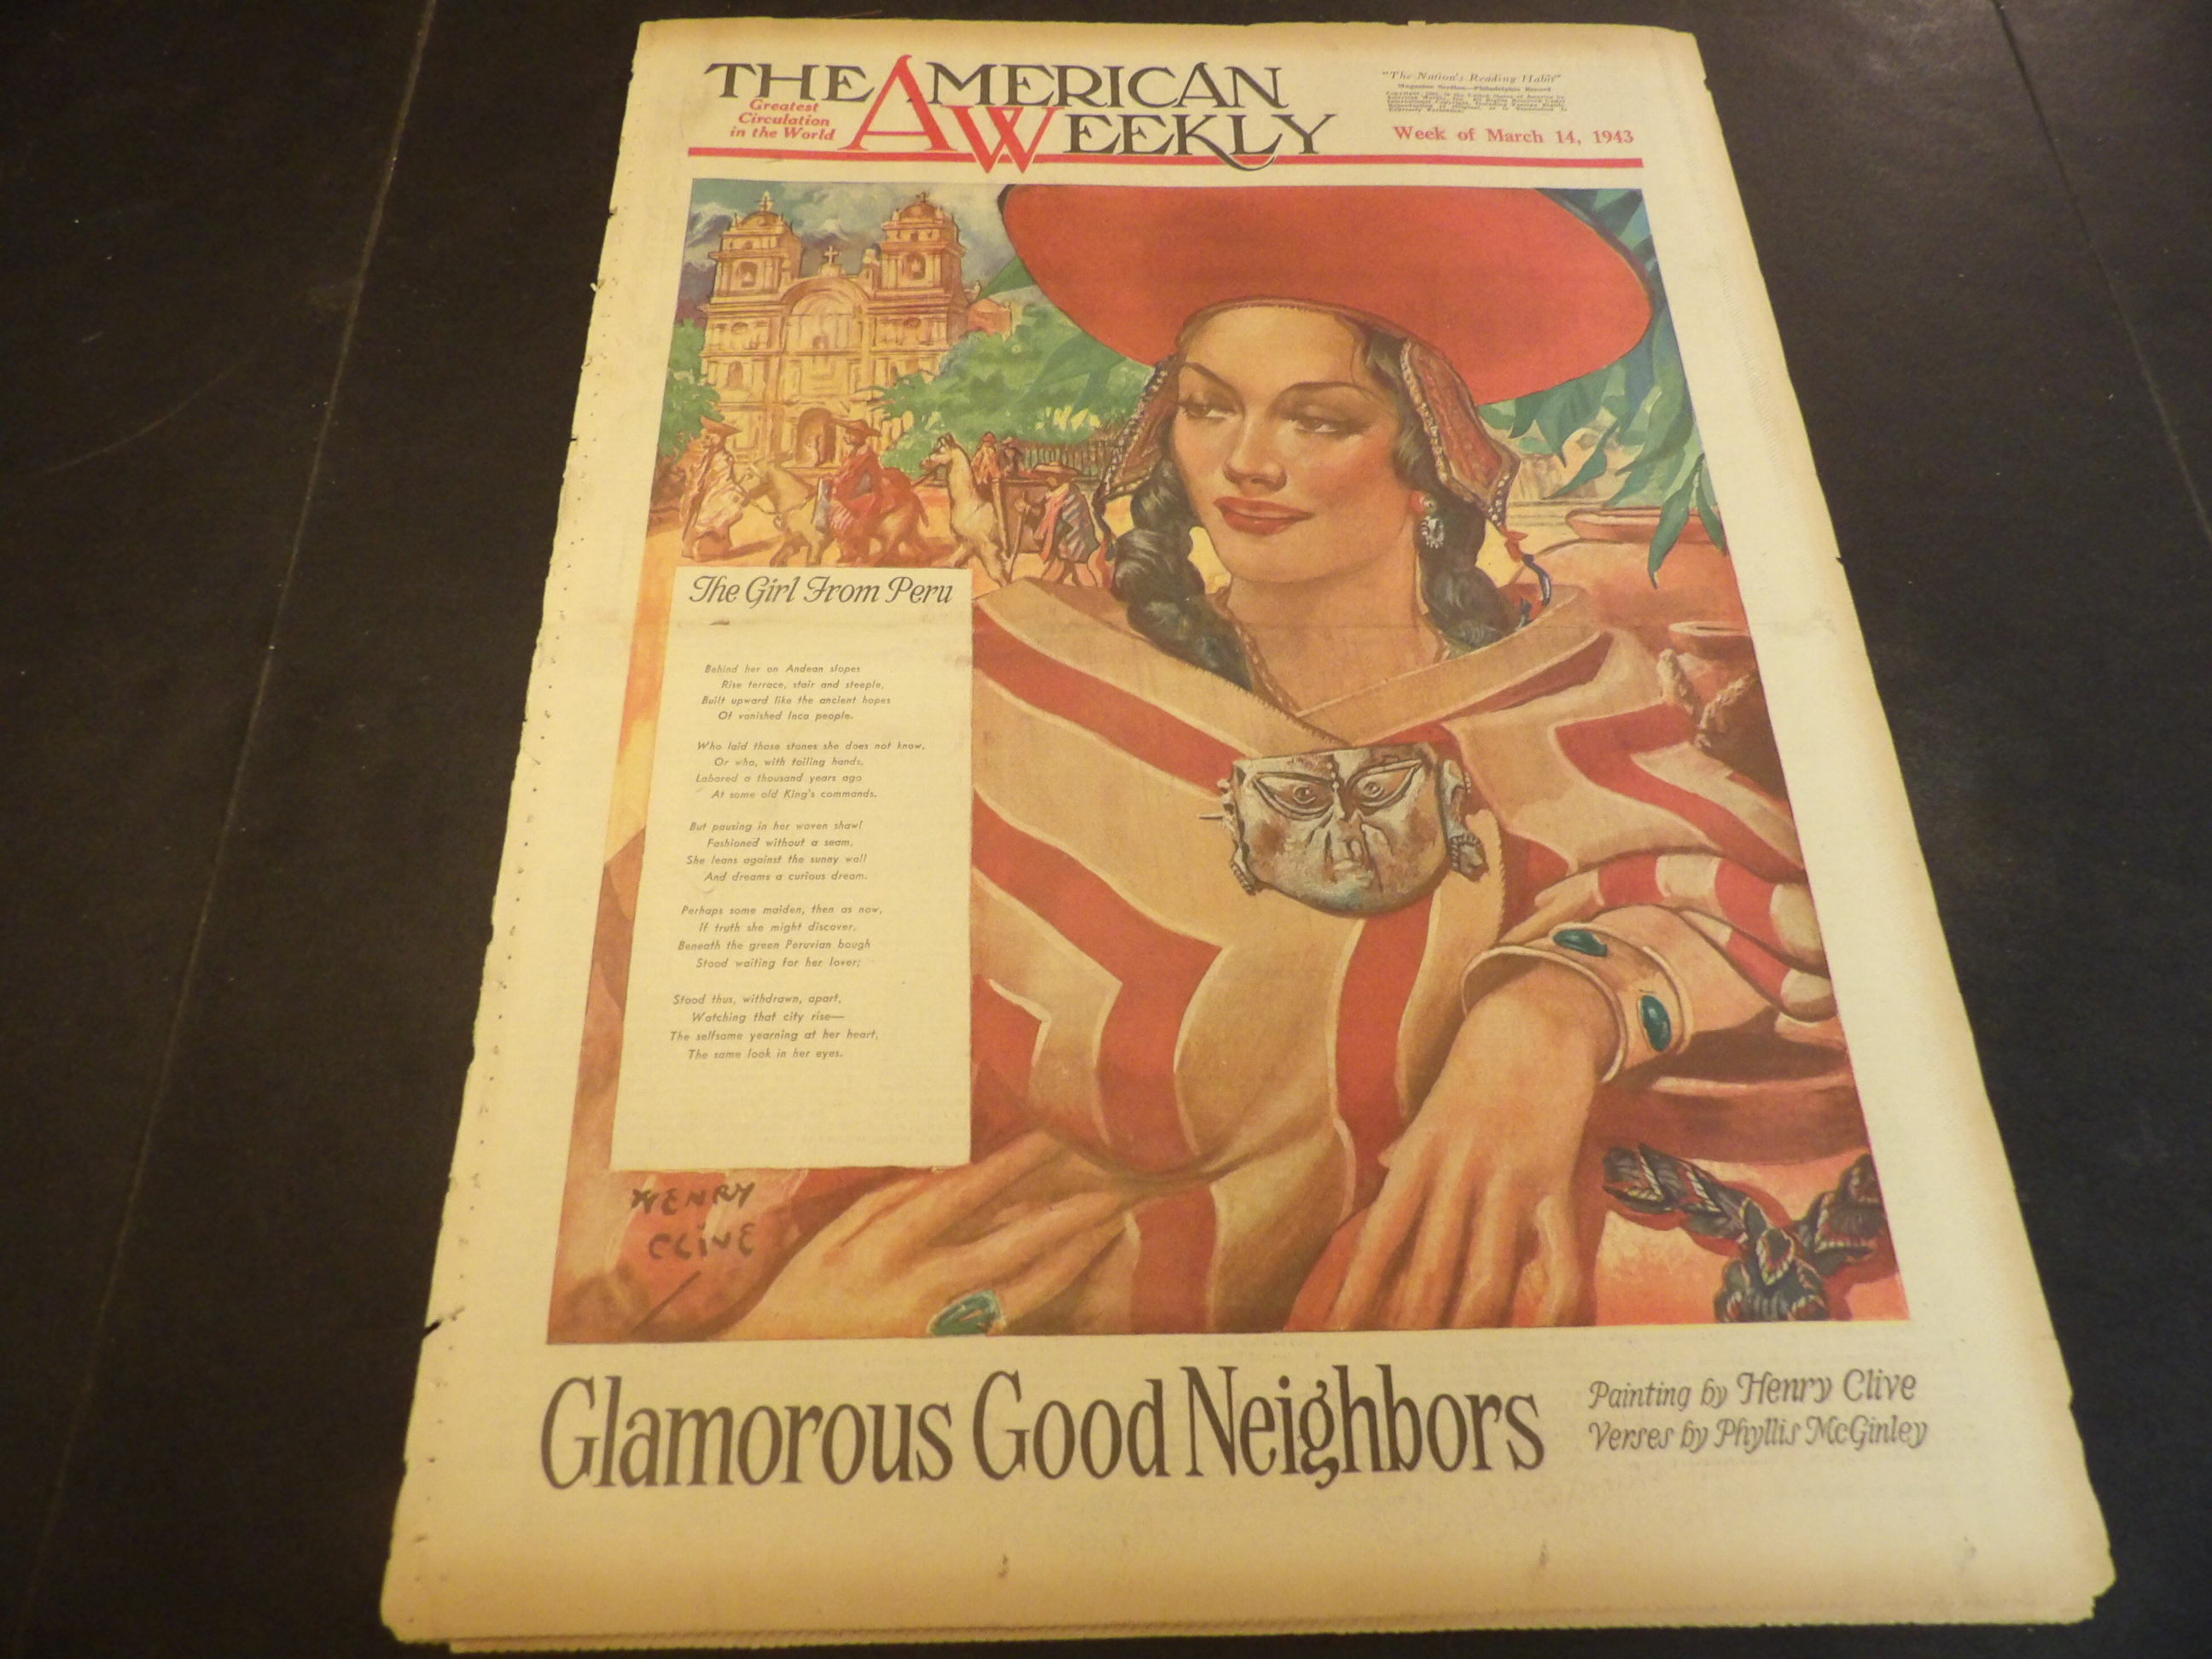 THE AMERICAN
WEEKLY
Greatest
Circulation
in the World
"The Nation's Reading Habit"
Magazine Section—Philadelphia Record
Week of March 14, 1943
The Girl From Peru
Behind her on Andean slopes
Rise terrace, stair and steeple,
Built upward like the ancient hopes
Of vanished Inca people.
Who laid those stones she does not know,
Or who, with toiling hands,
Labored a thousand years ago
At some old King's commands.
But pausing in her woven shawl
Fashioned without a seam,
She leans against the sunny wall
And dreams a curious dream.
Perhaps some maiden, then as now,
If truth she might discover,
Beneath the green Peruvian bough
Stood waiting for her lover;
Stood thus, withdrawn, apart,
Watching that city rise—
The selfsame yearning at her heart,
The same look in her eyes.
HENRY
CLIVE
Glamorous Good Neighbors
Painting by Henry Clive
Verses by Phyllis McGinley